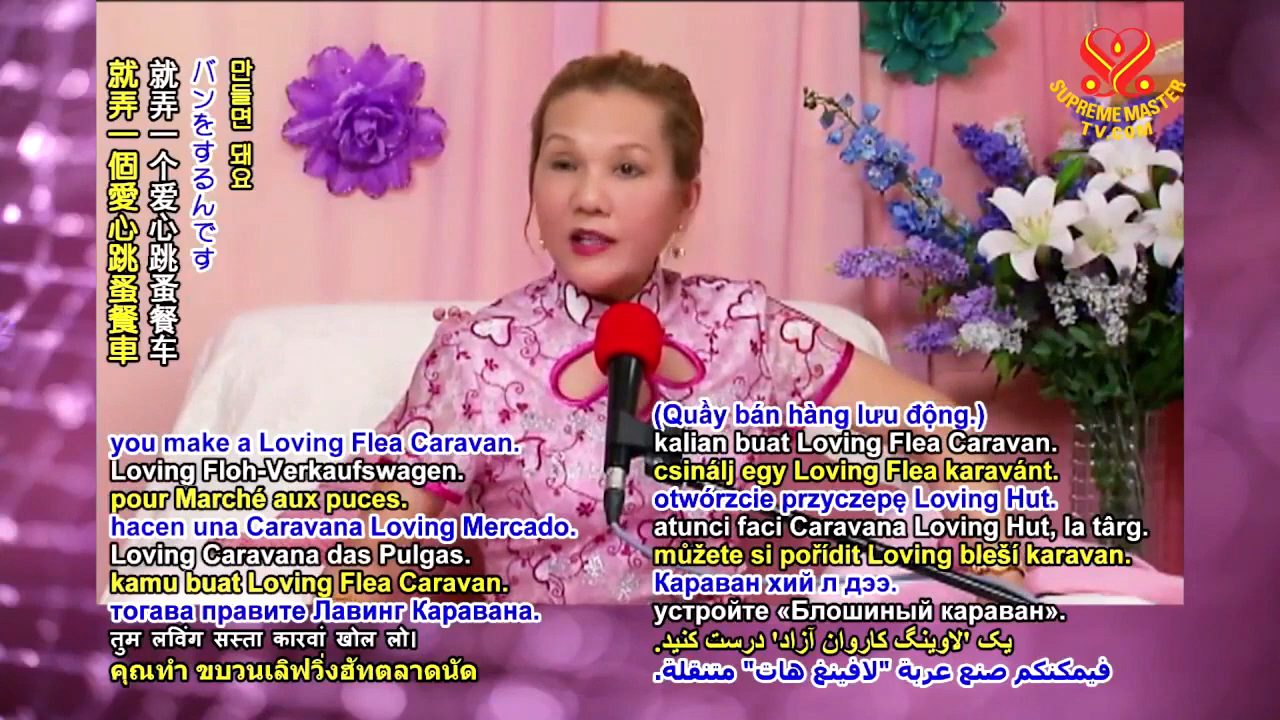 SUPREME MASTER
TV.COM
만들면 돼요
バンをするんです
就弄一个爱心跳蚤餐车
就弄一個愛心跳蚤餐車
you make a Loving Flea Caravan.
Loving Floh-Verkaufswagen.
pour Marché aux puces.
hacen una Caravana Loving Mercado.
Loving Caravana das Pulgas.
kamu buat Loving Flea Caravan.
тогава правите Лавинг Каравана.
तुम लविंग सस्ता कारवां खोल लो।
คุณทำ ขบวนเลิฟวิ่งฮัทตลาดนัด
(Quầy bán hàng lưu động.)
kalian buat Loving Flea Caravan.
csinálj egy Loving Flea karavánt.
otwórzcie przyczepę Loving Hut.
atunci faci Caravana Loving Hut, la târg.
můžete si pořídit Loving bleší karavan.
Караван хий л дээ.
устройте «Блошиный караван».
یک 'لاوینگ کاروان آزاد' درست کنید.
فيمكنكم صنع عربة "لافينغ هات" متنقلة.